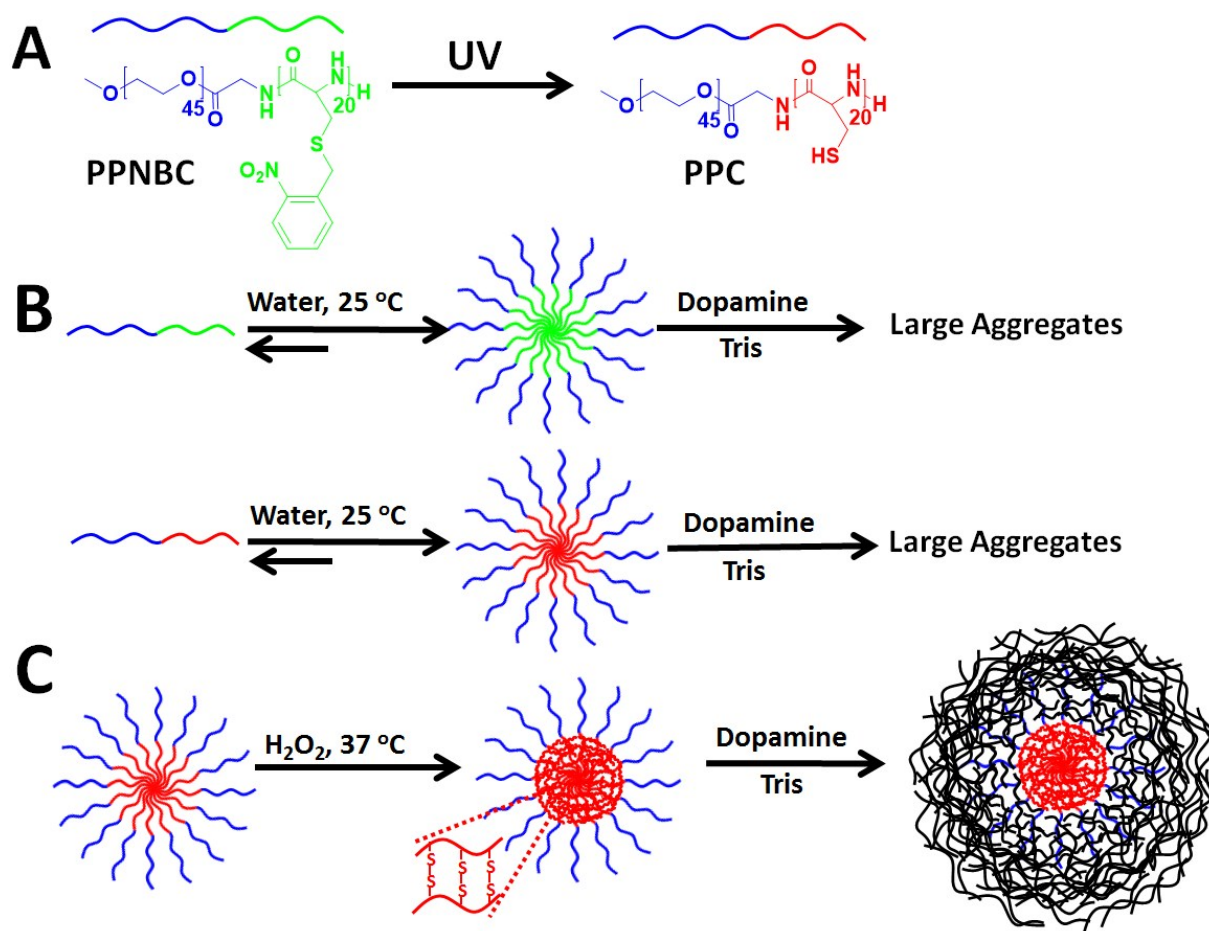 A
UV
O
H
N
H
O
O
45
O
N
H
20
S
O₂N
PPNBC
O
H
N
H
O
O
45
O
N
H
20
HS
PPC
B
Water, 25 °C
Dopamine
Tris
Large Aggregates
Water, 25 °C
Dopamine
Tris
Large Aggregates
C
H₂O₂, 37 °C
Dopamine
Tris
S S S
S S S